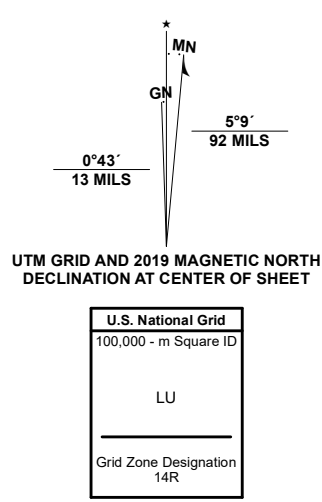 ★
MN
GN
5°9´
92 MILS
0°43´
13 MILS
UTM GRID AND 2019 MAGNETIC NORTH
DECLINATION AT CENTER OF SHEET
U.S. National Grid
100,000 - m Square ID
LU
Grid Zone Designation
14R